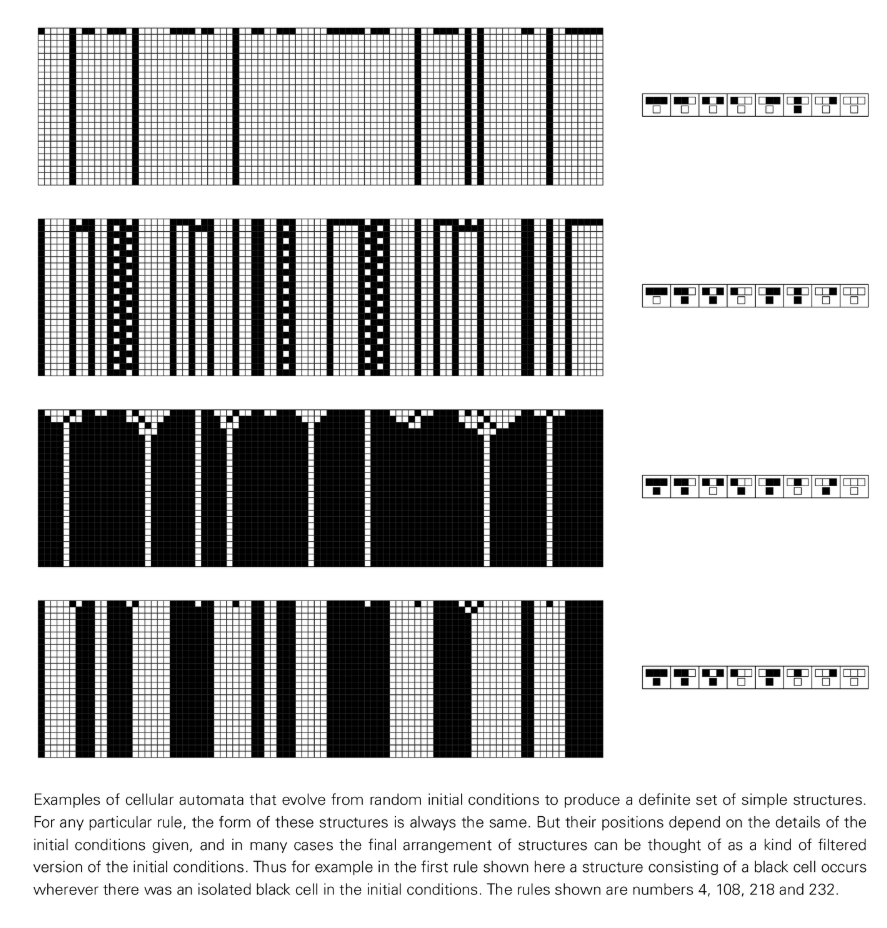 Examples of cellular automata that evolve from random initial conditions to produce a definite set of simple structures.
For any particular rule, the form of these structures is always the same. But their positions depend on the details of the
initial conditions given, and in many cases the final arrangement of structures can be thought of as a kind of filtered
version of the initial conditions. Thus for example in the first rule shown here a structure consisting of a black cell occurs
wherever there was an isolated black cell in the initial conditions. The rules shown are numbers 4, 108, 218 and 232.